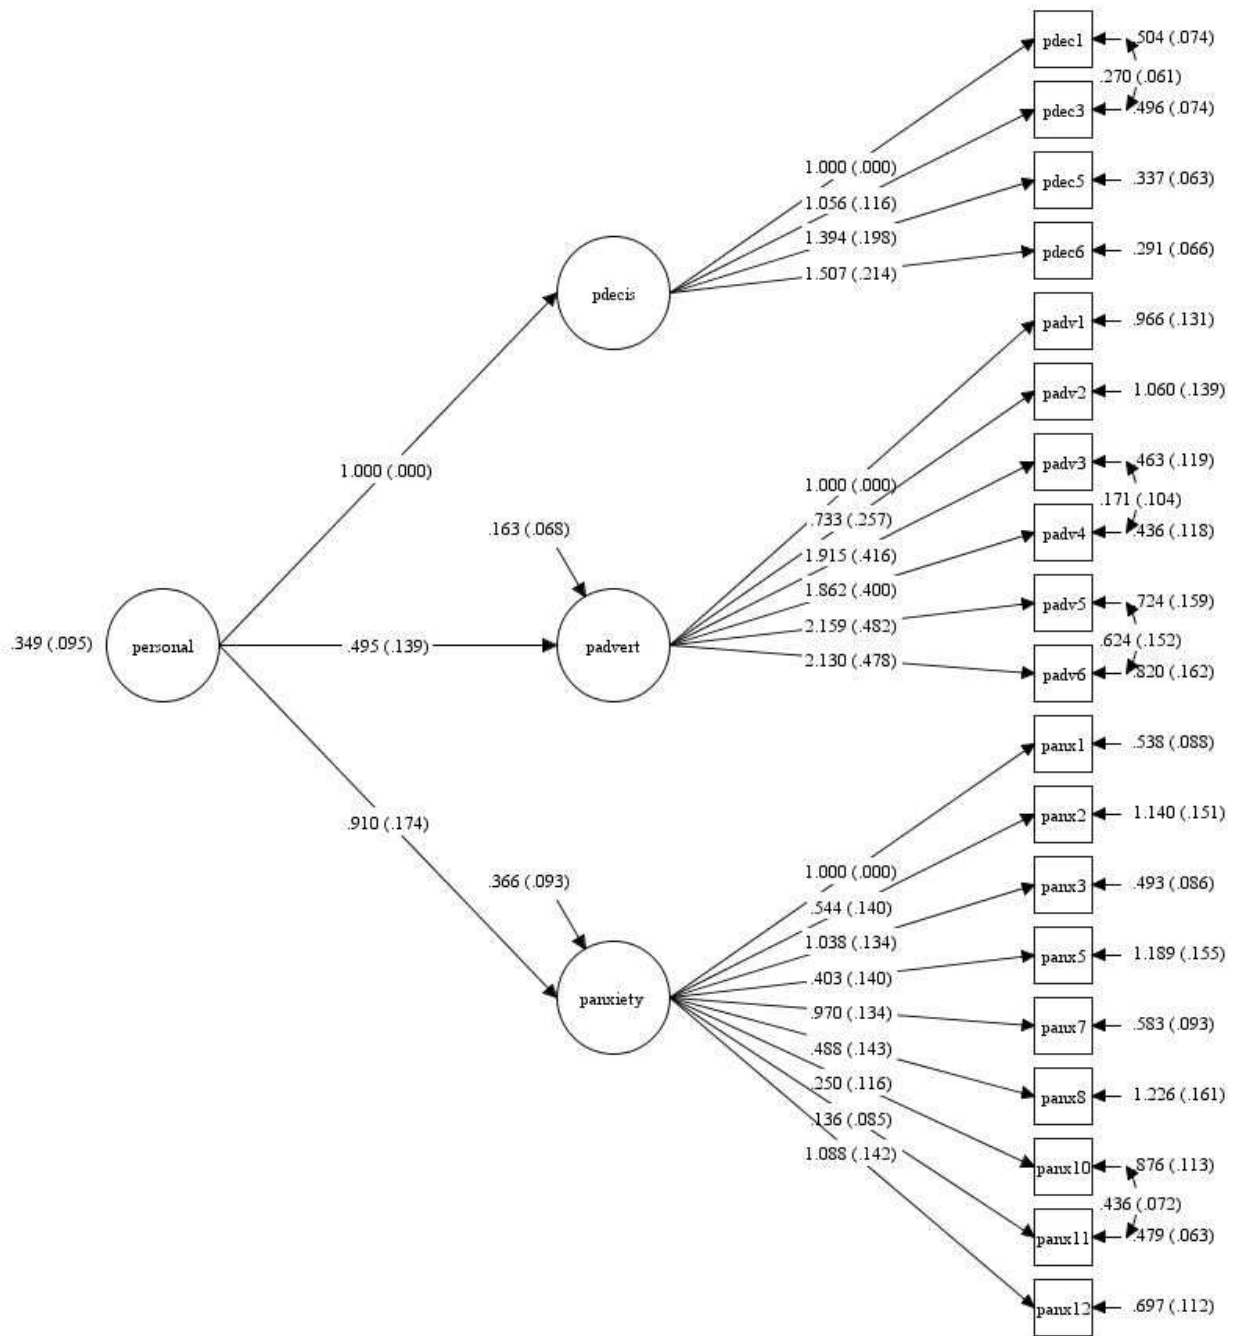 pdec1
.504 (.074)
.270 (.061)
pdec3
.496 (.074)
1.000 (.000)
pdec5
.337 (.063)
1.056 (.116)
1.394 (.198)
pdec6
.291 (.066)
1.507 (.214)
pdecis
padv1
.966 (.131)
padv2
1.060 (.139)
1.000 (.000)
padv3
.463 (.119)
1.000 (.000)
.171 (.104)
.733 (.257)
.163 (.068)
padv4
.436 (.118)
1.915 (.416)
1.862 (.400)
padv5
.724 (.159)
.349 (.095)
personal
.495 (.139)
padvert
2.159 (.482)
.624 (.152)
2.130 (.478)
padv6
.820 (.162)
panx1
.538 (.088)
.910 (.174)
panx2
1.140 (.151)
1.000 (.000)
.366 (.093)
panx3
.493 (.086)
.544 (.140)
1.038 (.134)
panx5
1.189 (.155)
.403 (.140)
panxiety
.970 (.134)
panx7
.583 (.093)
.488 (.143)
.250 (.116)
panx8
1.226 (.161)
.136 (.085)
1.088 (.142)
panx10
.876 (.113)
.436 (.072)
panx11
.479 (.063)
panx12
.697 (.112)